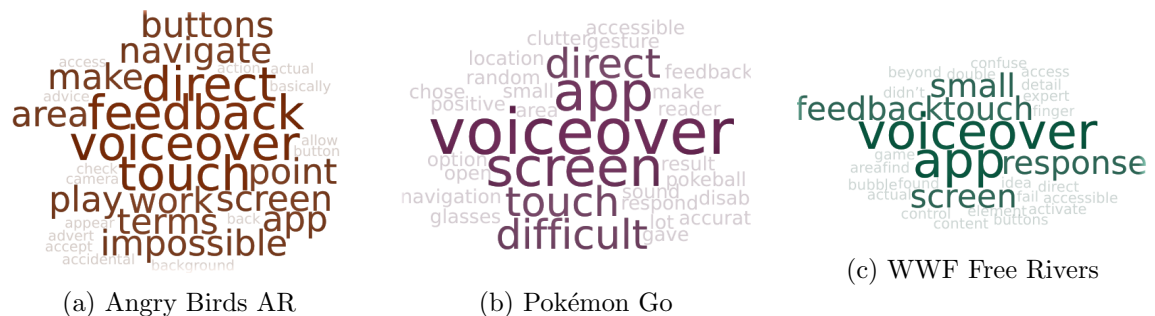 buttons
navigate
access action actual
make direct basically
advice
area feedback
voiceover allow
button
check touch point
camera
play work screen
appear terms back app
advert
accept impossible
accidental background
(a) Angry Birds AR
accessible
clutter gesture
location direct
random feedback
chose small app make
positive area reader
voiceover
option screen result
open pokeball
navigation touch sound disab
respond
glasses lot accurat
difficult gave
(b) Pokémon Go
confuse
beyond double access
didn't small detail
expert
feedback touch finger
voiceover
game app response
areafind
bubble found idea direct
actual screen fail accessible
control element activate
content buttons
(c) WWF Free Rivers